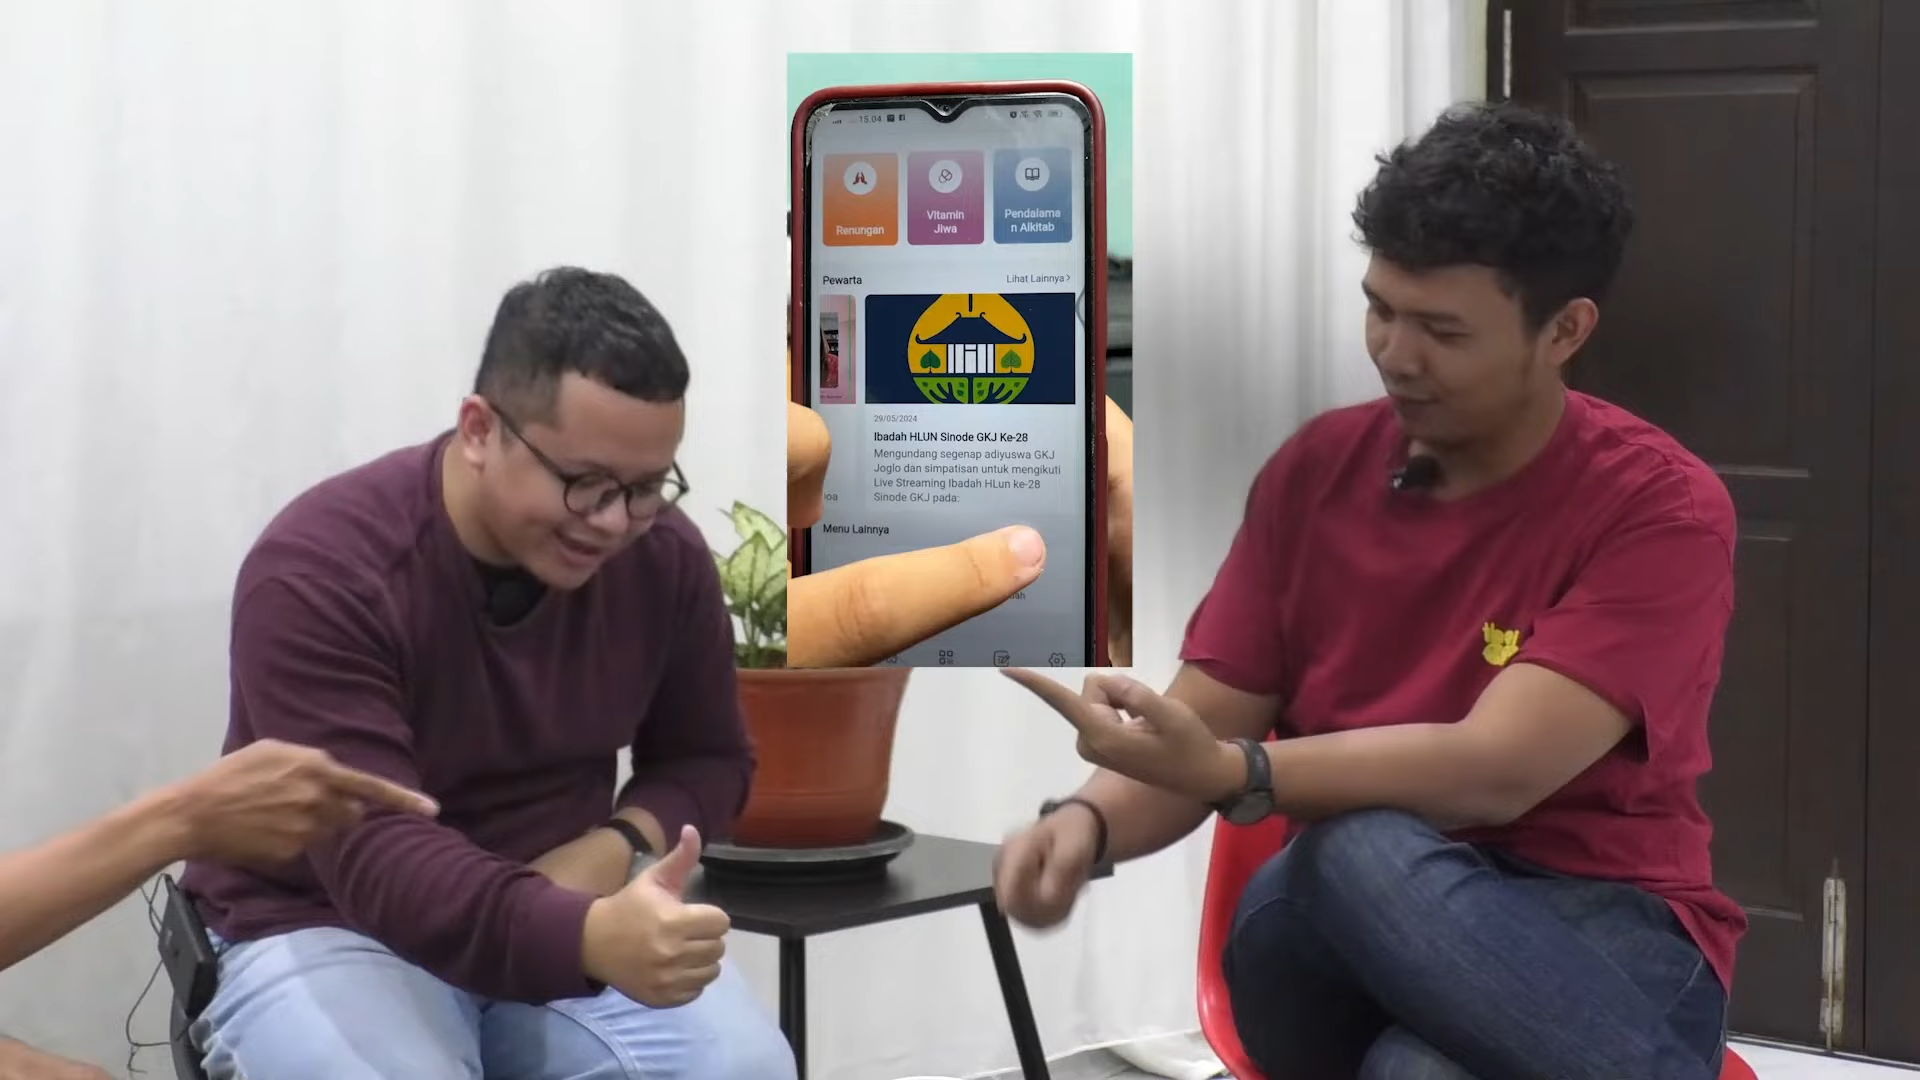 15.04
Renungan
Vitamin
Jiwa
Pendalama
n Alkitab
Pewarta
Lihat Lainnya>
29/05/2024
Ibadah HLUN Sinode GKJ Ke-28
Mengundang segenap adiyuswa GKJ
Joglo dan simpatisan untuk mengikuti
Live Streaming Ibadah HLun ke-28
Sinode GKJ pada:
Menu Lainnya